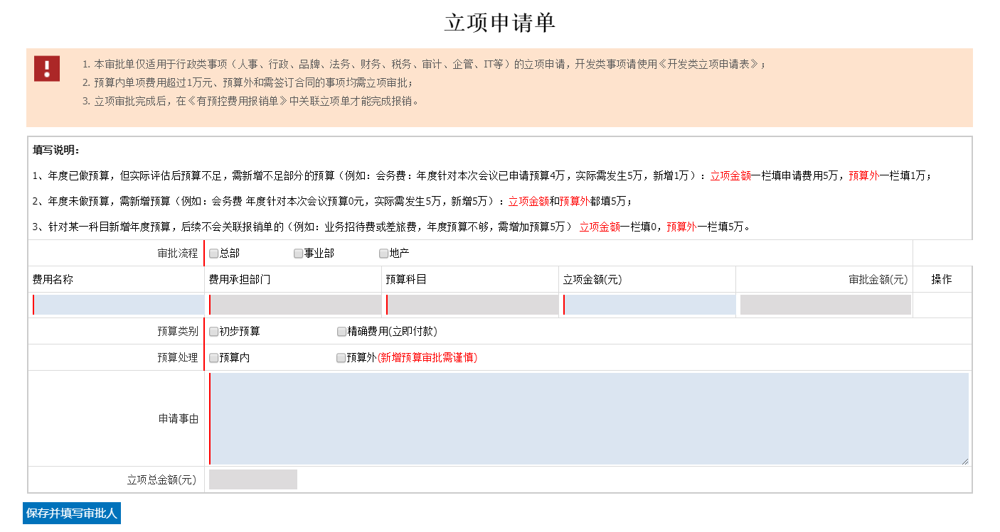 立项申请单
1. 本审批单仅适用于行政类事项（人事、行政、品牌、法务、财务、税务、审计、企管、IT等）的立项申请，开发类事项请使用《开发类立项申请表》；
2. 预算内单项费用超过1万元、预算外和需签订合同的事项均需立项审批；
3. 立项审批完成后，在《有预控费用报销单》中关联立项单才能完成报销。
填写说明：
1、年度已做预算，但实际评估后预算不足，需新增不足部分的预算（例如：会务费：年度针对本次会议已申请预算4万，实际需发生5万，新增1万）：立项金额一栏填申请费用5万，预算外一栏填1万；
2、年度未做预算，需新增预算（例如：会务费 年度针对本次会议预算0元，实际需发生5万，新增5万）：立项金额和预算外都填5万；
3、针对某一科目新增年度预算，后续不会关联报销单的（例如：业务招待费或差旅费，年度预算不够，需增加预算5万） 立项金额一栏填0，预算外一栏填5万。
审批流程 总部 事业部 地产
费用名称 费用承担部门 预算科目 立项金额(元) 审批金额(元) 操作
预算类别 初步预算 精确费用(立即付款)
预算处理 预算内 预算外(新增预算审批需谨慎)
申请事由
立项总金额(元)
保存并填写审批人